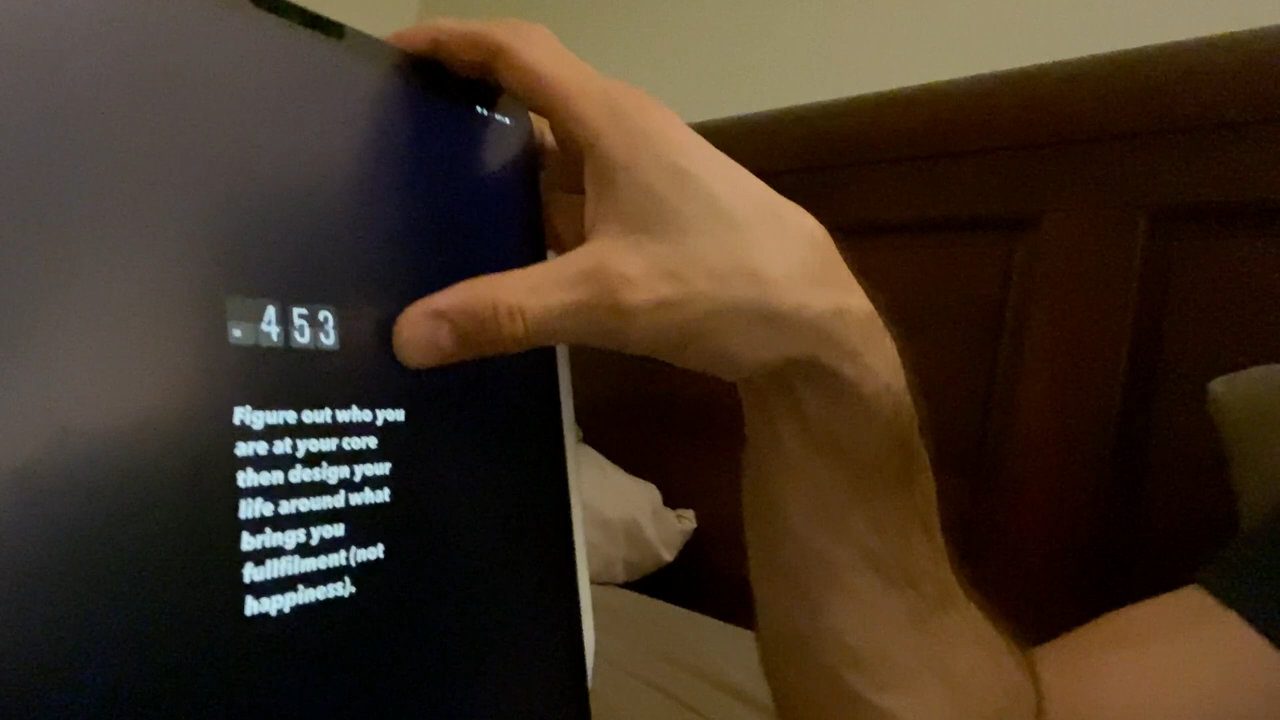 453
Figure out who you
are at your core
then design your
life around what
brings you
fullfilment (not
happiness).